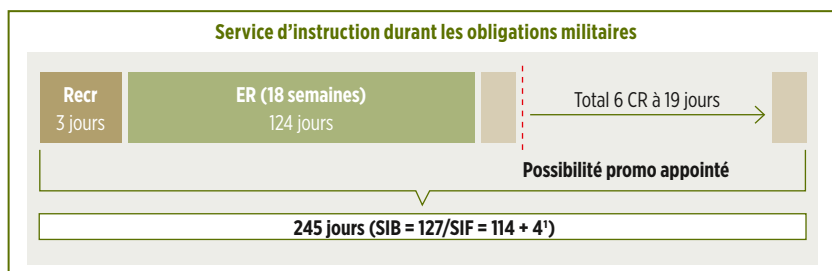 Service d’instruction durant les obligations militaires
Recr
3 jours
ER (18 semaines)
124 jours
Total 6 CR à 19 jours
Possibilité promo appointé
245 jours (SIB = 127/SIF = 114 + 4¹)